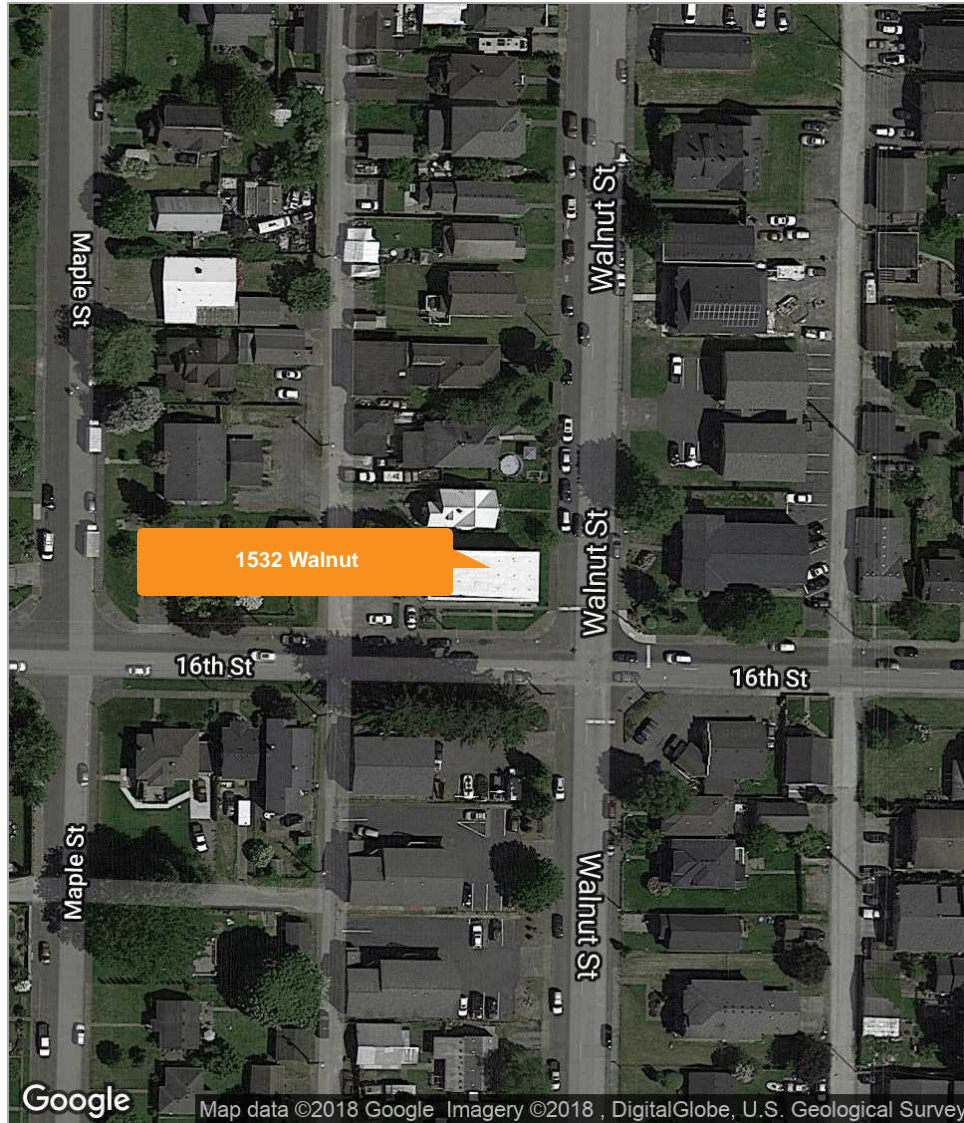 Walnut St
Maple St
1532 Walnut
Walnut St
16th St
16th St
Maple St
Walnut St
Google
Map data ©2018 Google Imagery ©2018 , DigitalGlobe, U.S. Geological Survey